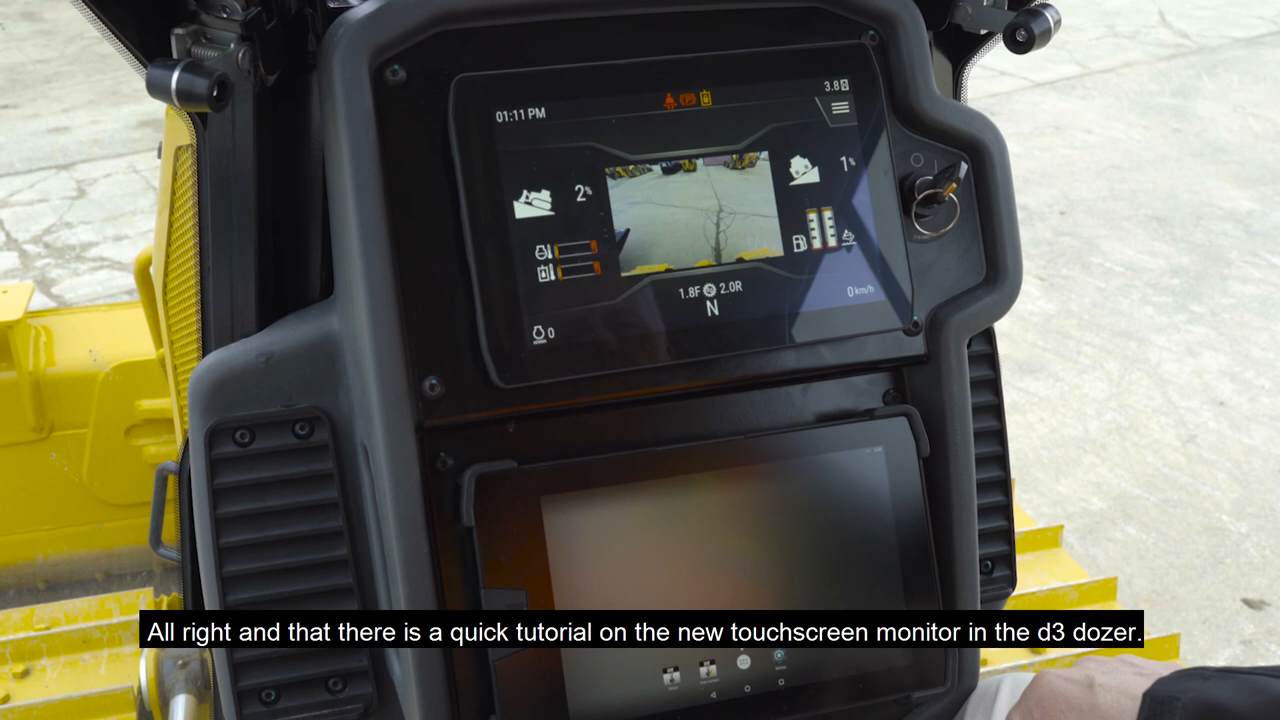 3.8
01:11 PM
2%
1%
1.8F 2.0R
N
0 km/h
0
All right and that there is a quick tutorial on the new touchscreen monitor in the d3 dozer.